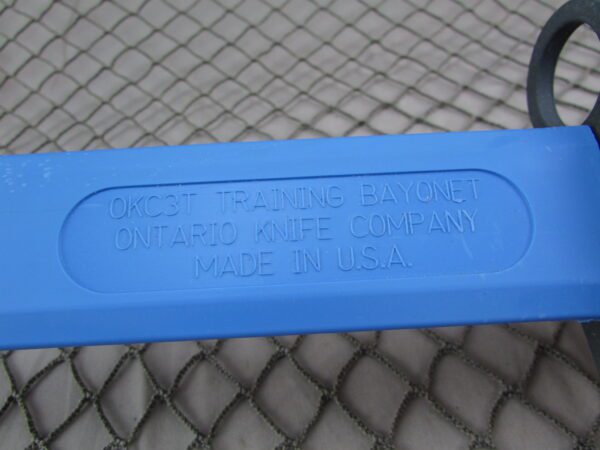 OKC3T TRAINING BAYONET
ONTARIO KNIFE COMPANY
MADE IN U.S.A.